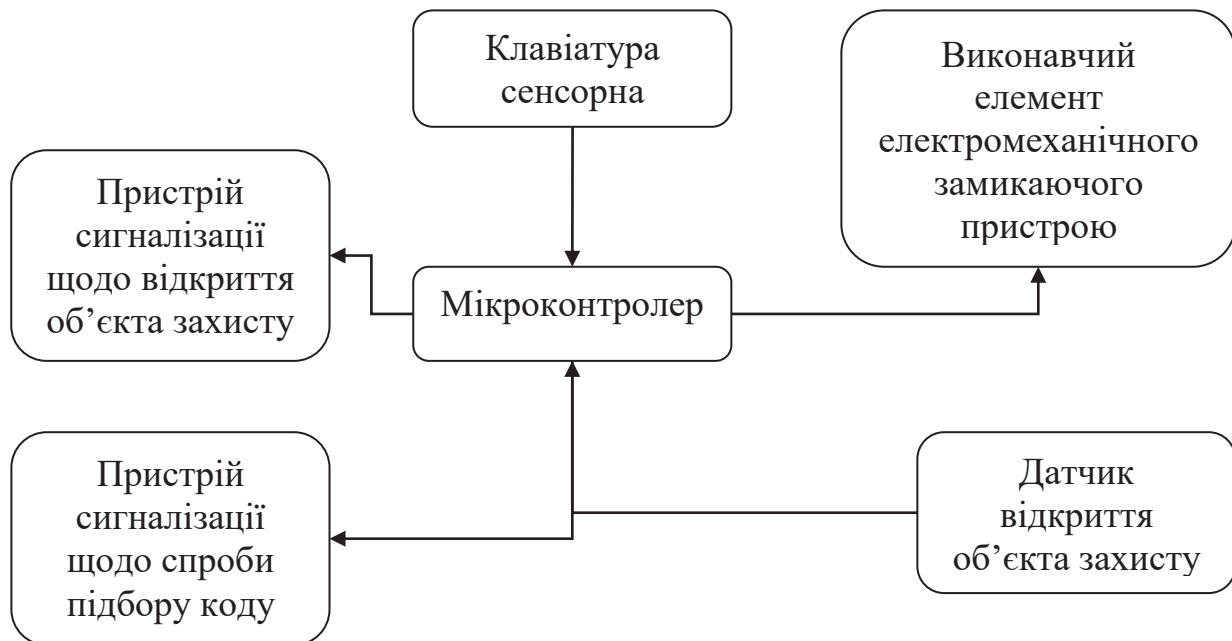 Клавіатура
сенсорна
Виконавчий
елемент
електромеханічного
замикаючого
пристрою
Пристрій
сигналізації
щодо відкриття
об’єкта захисту
Мікроконтролер
Пристрій
сигналізації
щодо спроби
підбору коду
Датчик
відкриття
об’єкта захисту